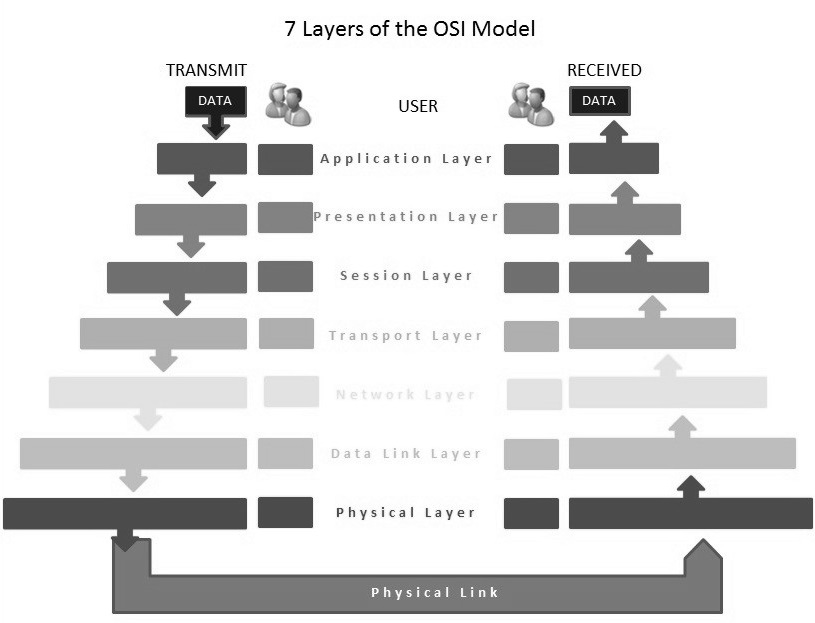 7 Layers of the OSI Model
TRANSMIT
RECEIVED
DATA
USER
DATA
Application Layer
Presentation Layer
Session Layer
Transport Layer
Network Layer
Data Link Layer
Physical Layer
Physical Link